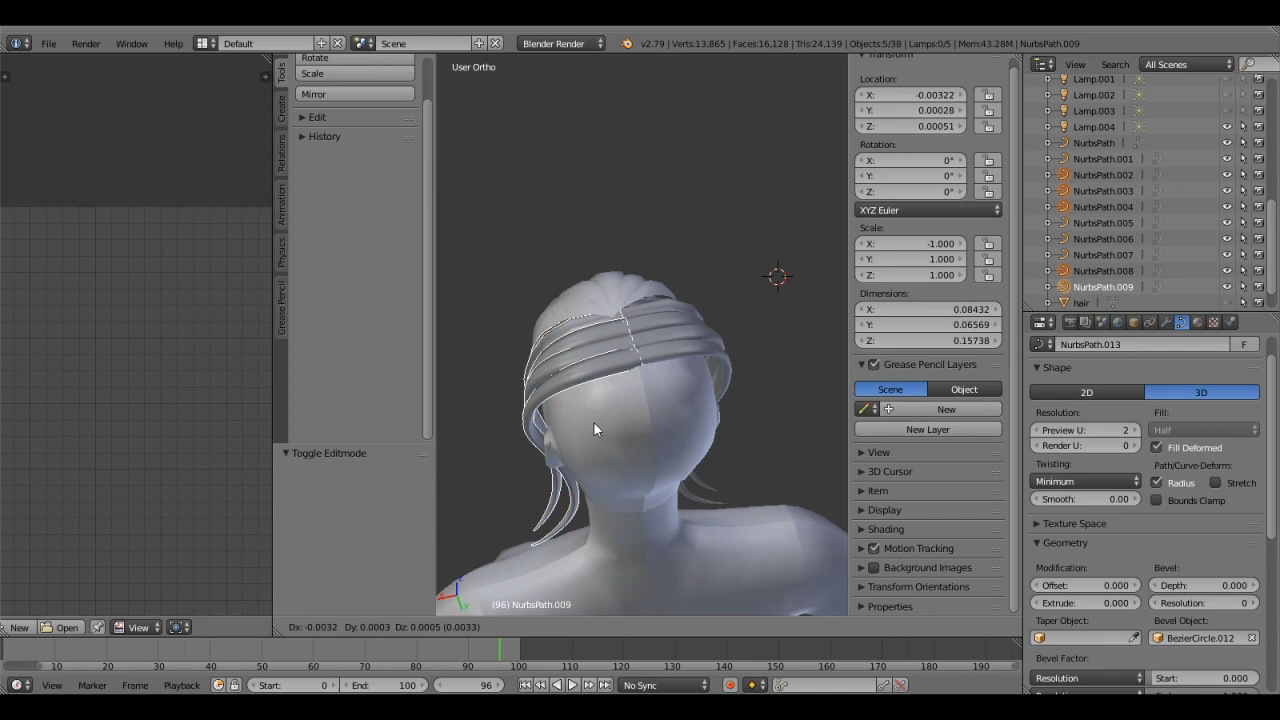 File Render Window Help Default Scene Blender Render v2.79 | Verts:13,865 | Faces:16,128 | Tris:24,139 | Objects:5/38 | Lamps:0/5 | Mem:43.28M | NurbsPath.009
Rotate
Scale
Mirror
Edit
History
Tools
Create
Relations
Animation
Physics
Grease Pencil
Toggle Editmode
User Ortho
(96) NurbsPath.009
Transform
Location:
X: -0.00322
Y: 0.00028
Z: 0.00051
Rotation:
X: 0°
Y: 0°
Z: 0°
XYZ Euler
Scale:
X: -1.000
Y: 1.000
Z: 1.000
Dimensions:
X: 0.08432
Y: 0.06569
Z: 0.15738
Grease Pencil Layers
Scene Object
New
New Layer
View
3D Cursor
Item
Display
Shading
Motion Tracking
Background Images
Transform Orientations
Properties
View Search All Scenes
Lamp.001
Lamp.002
Lamp.003
Lamp.004
NurbsPath
NurbsPath.001
NurbsPath.002
NurbsPath.003
NurbsPath.004
NurbsPath.005
NurbsPath.006
NurbsPath.007
NurbsPath.008
NurbsPath.009
hair
NurbsPath.013 F
Shape
2D 3D
Resolution: Fill:
Preview U: 2 Half
Render U: 0 Fill Deformed
Twisting: Path/Curve-Deform:
Minimum Radius Stretch
Smooth: 0.00 Bounds Clamp
Texture Space
Geometry
Modification: Bevel:
Offset: 0.000 Depth: 0.000
Extrude: 0.000 Resolution: 0
Taper Object: Bevel Object:
BezierCircle.012
Bevel Factor:
Resolution Start: 0.000
New Open View Dx: -0.0032 Dy: 0.0003 Dz: 0.0005 (0.0033)
10 20 30 40 50 60 70 80 90 100 110 120 130 140 150 160 170 180 190
View Marker Frame Playback Start: 0 End: 100 96 No Sync